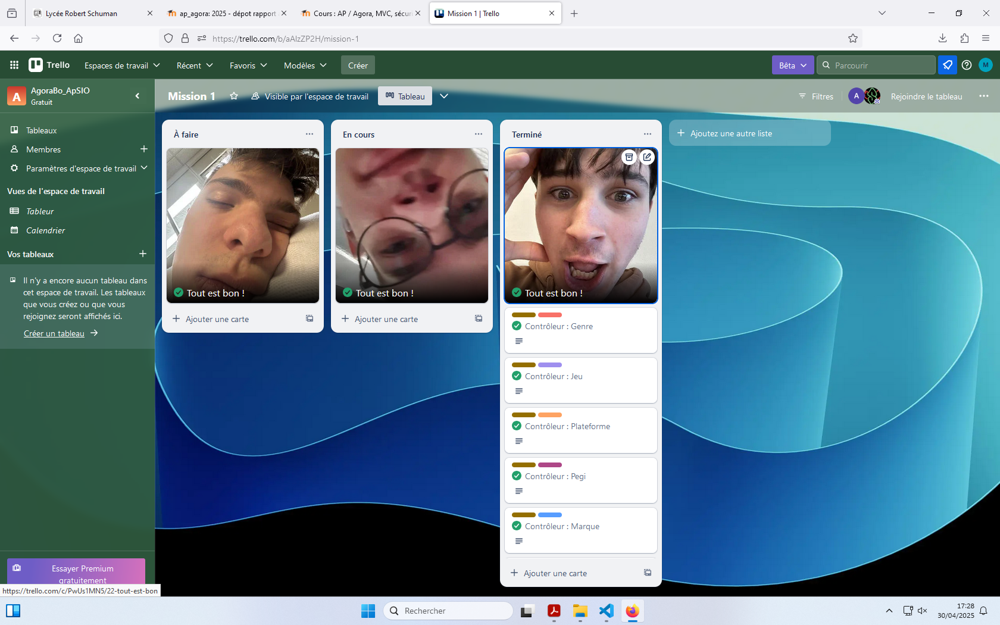 Lycée Robert Schuman
ap_agora: 2025 - dépot rapport
Cours : AP / Agora, MVC, sécuri
Mission 1 | Trello
https://trello.com/b/aAlzZP2H/mission-1
Trello
Espaces de travail
Récent
Favoris
Modèles
Créer
Bêta
Parcourir
M
A
AgoraBo_ApSIO
Gratuit
Mission 1
Visible par l'espace de travail
Tableau
Filtres
A
Rejoindre le tableau
Tableaux
Membres
Paramètres d'espace de travail
Vues de l'espace de travail
Tableur
Calendrier
Vos tableaux
Il n'y a encore aucun tableau dans
cet espace de travail. Les tableaux
que vous créez ou que vous
rejoignez seront affichés ici.
Créer un tableau
Essayer Premium
gratuitement
https://trello.com/c/PwUs1MN5/22-tout-est-bon
À faire
Tout est bon !
Ajouter une carte
En cours
Tout est bon !
Ajouter une carte
Terminé
Tout est bon !
Contrôleur : Genre
Contrôleur : Jeu
Contrôleur : Plateforme
Contrôleur : Pegi
Contrôleur : Marque
Ajouter une carte
Ajoutez une autre liste
Rechercher
17:28
30/04/2025